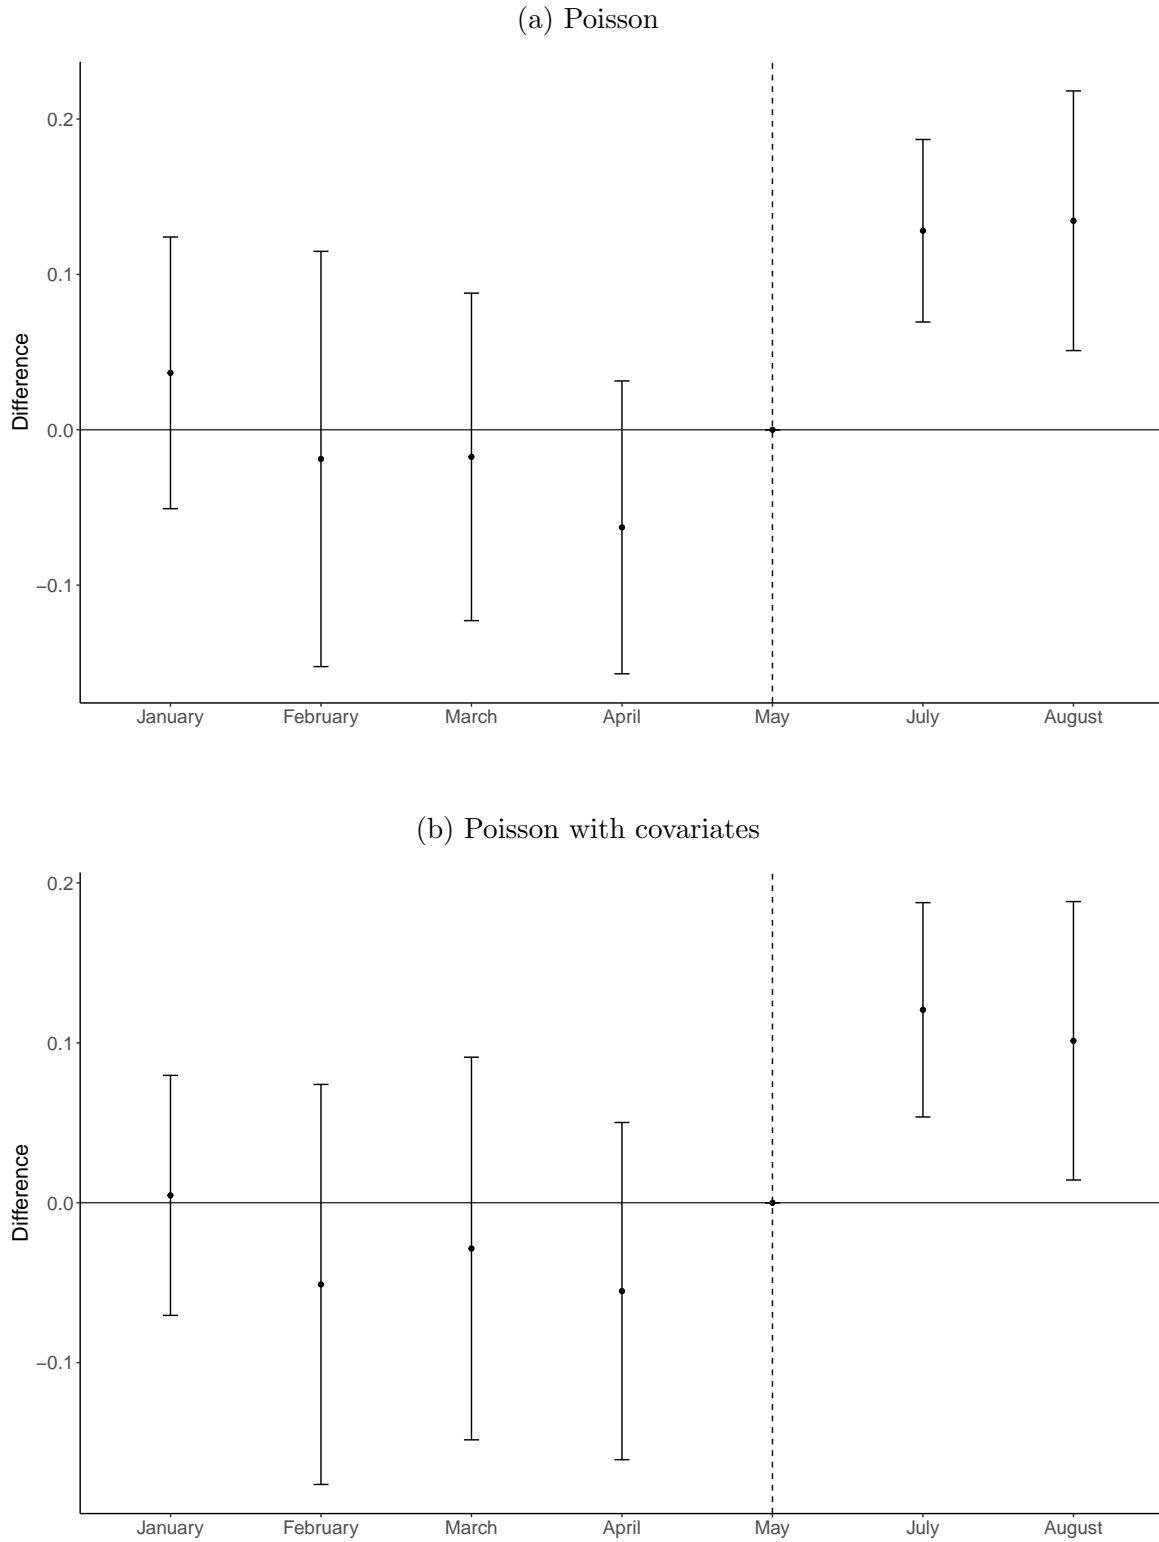 (a) Poisson
0.2
0.1
0.0
−0.1
Difference
January February March April May July August
(b) Poisson with covariates
0.2
0.1
0.0
−0.1
Difference
January February March April May July August